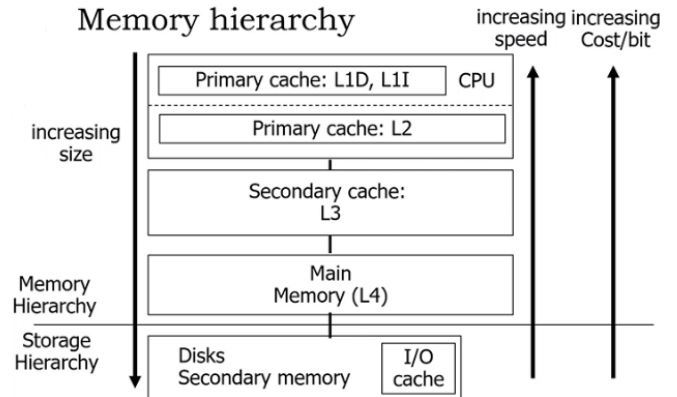 Memory hierarchy
increasing increasing
speed Cost/bit
Primary cache: L1D, L1I CPU
increasing
size
Primary cache: L2
Secondary cache:
L3
Main
Memory (L4)
Memory
Hierarchy
Storage
Hierarchy
Disks
Secondary memory
I/O
cache